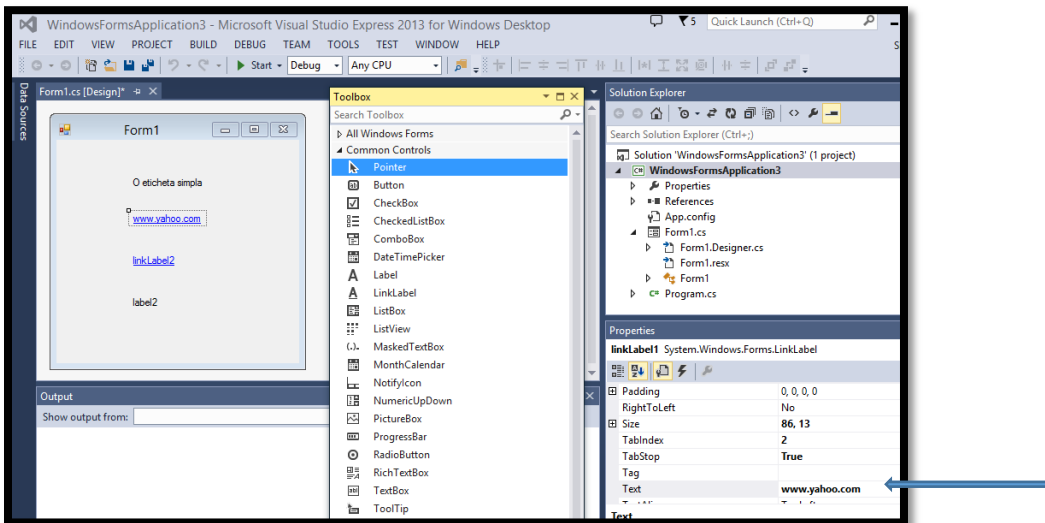 WindowsFormsApplication3 - Microsoft Visual Studio Express 2013 for Windows Desktop
5
Quick Launch (Ctrl+Q)
FILE EDIT VIEW PROJECT BUILD DEBUG TEAM TOOLS TEST WINDOW HELP
S
Start Debug Any CPU
Data Sources
Form1.cs [Design]*
Form1
O eticheta simpla
www.yahoo.com
linkLabel2
label2
Output
Show output from:
Toolbox
Search Toolbox
All Windows Forms
Common Controls
Pointer
Button
CheckBox
CheckedListBox
ComboBox
DateTimePicker
Label
LinkLabel
ListBox
ListView
MaskedTextBox
MonthCalendar
NotifyIcon
NumericUpDown
PictureBox
ProgressBar
RadioButton
RichTextBox
TextBox
ToolTip
Solution Explorer
Search Solution Explorer (Ctrl+;)
Solution 'WindowsFormsApplication3' (1 project)
WindowsFormsApplication3
Properties
References
App.config
Form1.cs
Form1.Designer.cs
Form1.resx
Form1
Program.cs
Properties
linkLabel1 System.Windows.Forms.LinkLabel
Padding 0, 0, 0, 0
RightToLeft No
Size 86, 13
TabIndex 2
TabStop True
Tag
Text www.yahoo.com
Text